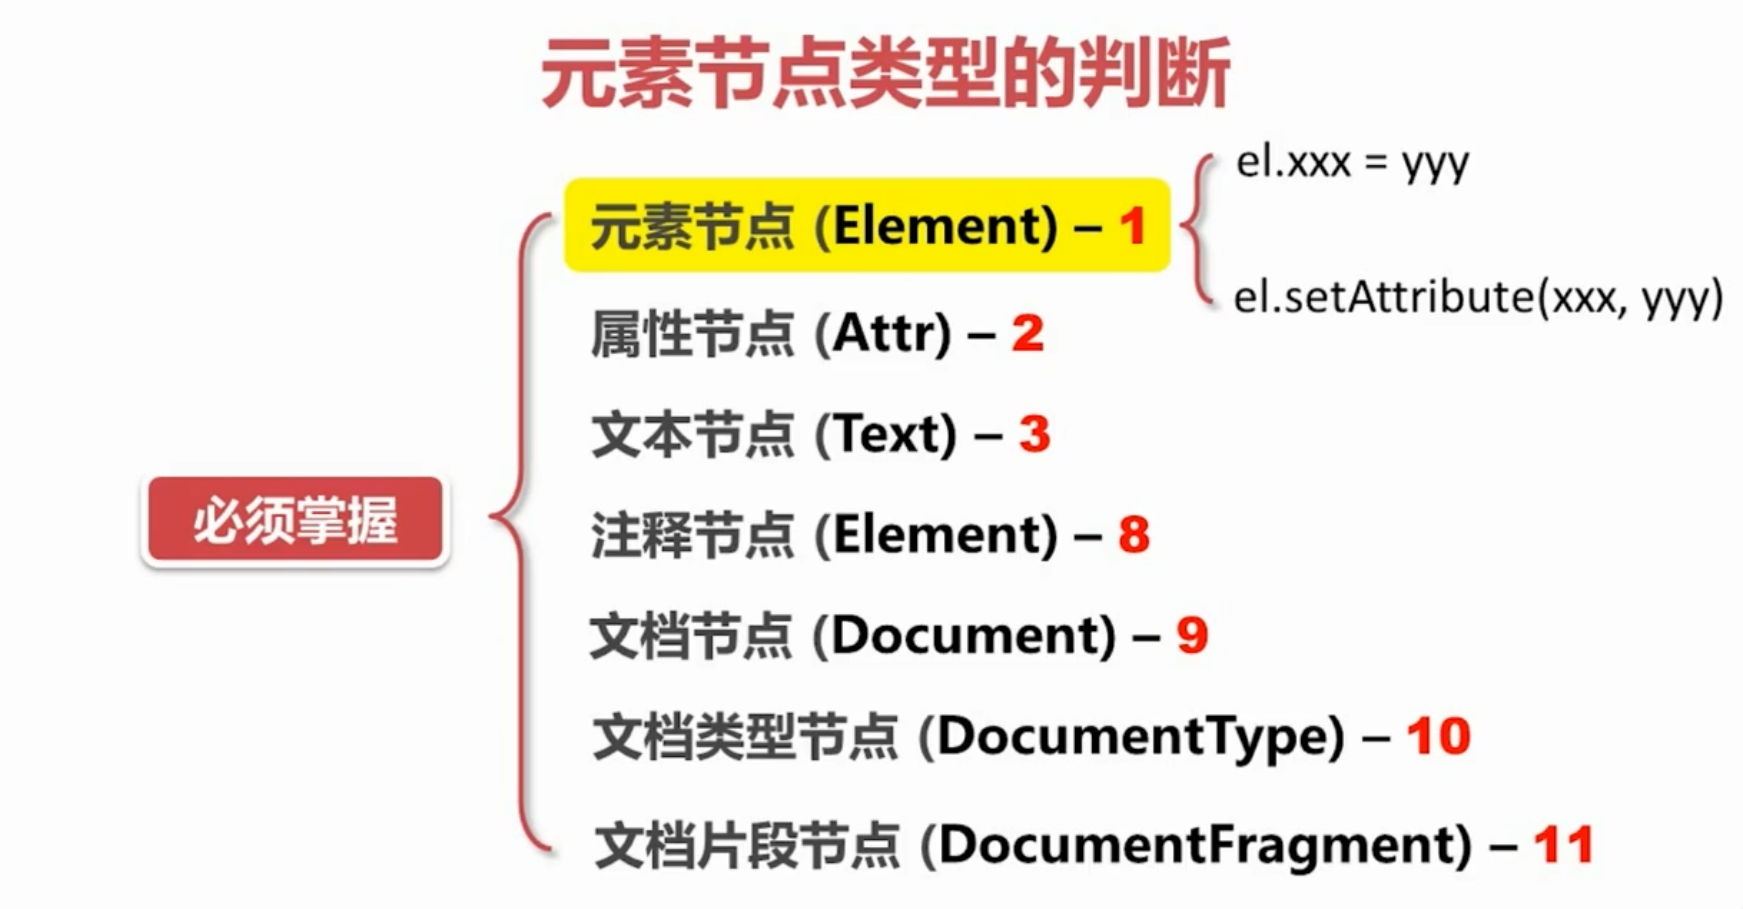 元素节点类型的判断
el.xxx = yyy
元素节点 (Element) – 1
el.setAttribute(xxx, yyy)
属性节点 (Attr) – 2
文本节点 (Text) – 3
必须掌握
注释节点 (Element) – 8
文档节点 (Document) – 9
文档类型节点 (DocumentType) – 10
文档片段节点 (DocumentFragment) – 11